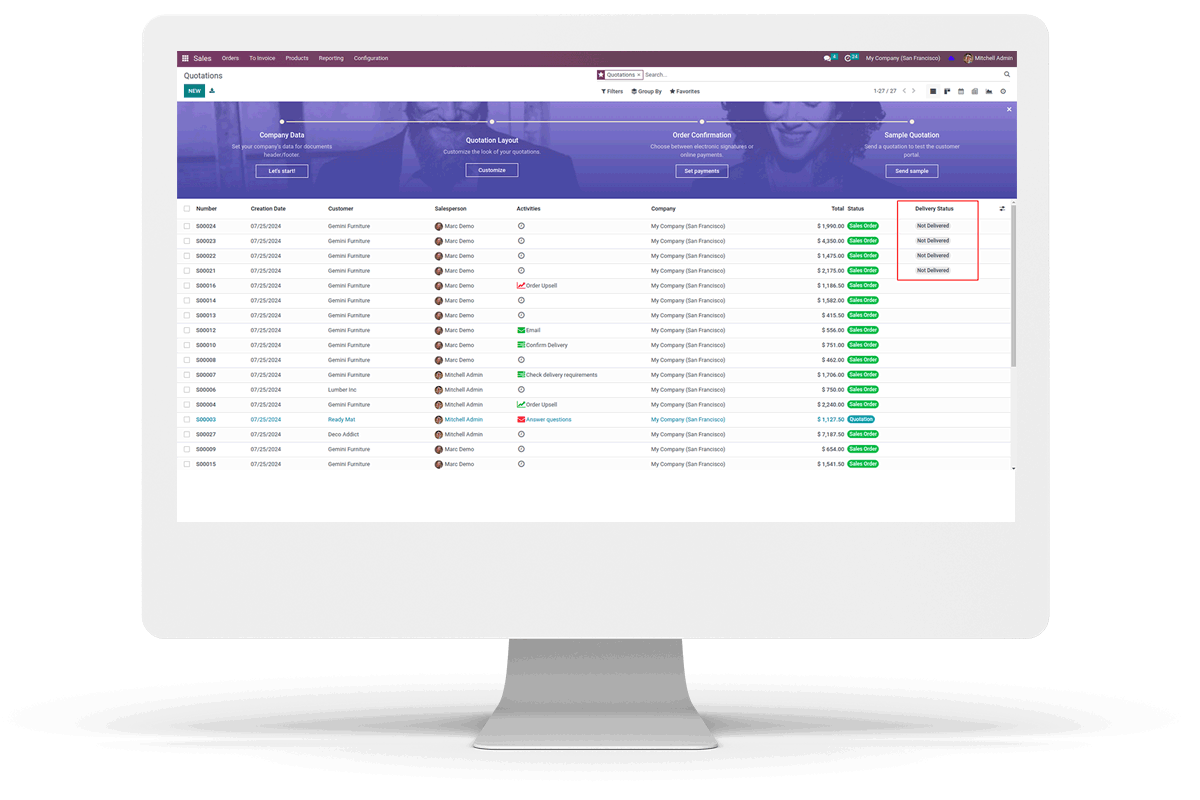 Sales Orders To Invoice Products Reporting Configuration 4 24 My Company (San Francisco) Mitchell Admin
Quotations
Quotations × Search...
NEW
Filters Group By Favorites 1-27 / 27
Company Data
Set your company's data for documents
header/footer.
Let's start!
Quotation Layout
Customize the look of your quotations.
Customize
Order Confirmation
Choose between electronic signatures or
online payments.
Set payments
Sample Quotation
Send a quotation to test the customer
portal.
Send sample
Number Creation Date Customer Salesperson Activities Company Total Status Delivery Status
S00024 07/25/2024 Gemini Furniture Marc Demo My Company (San Francisco) $ 1,990.00 Sales Order Not Delivered
S00023 07/25/2024 Gemini Furniture Marc Demo My Company (San Francisco) $ 4,350.00 Sales Order Not Delivered
S00022 07/25/2024 Gemini Furniture Marc Demo My Company (San Francisco) $ 1,475.00 Sales Order Not Delivered
S00021 07/25/2024 Gemini Furniture Marc Demo My Company (San Francisco) $ 2,175.00 Sales Order Not Delivered
S00016 07/25/2024 Gemini Furniture Marc Demo Order Upsell My Company (San Francisco) $ 1,186.50 Sales Order
S00014 07/25/2024 Gemini Furniture Marc Demo My Company (San Francisco) $ 1,582.00 Sales Order
S00013 07/25/2024 Gemini Furniture Marc Demo My Company (San Francisco) $ 415.50 Sales Order
S00012 07/25/2024 Gemini Furniture Marc Demo Email My Company (San Francisco) $ 556.00 Sales Order
S00010 07/25/2024 Gemini Furniture Marc Demo Confirm Delivery My Company (San Francisco) $ 751.00 Sales Order
S00008 07/25/2024 Gemini Furniture Marc Demo My Company (San Francisco) $ 462.00 Sales Order
S00007 07/25/2024 Gemini Furniture Mitchell Admin Check delivery requirements My Company (San Francisco) $ 1,706.00 Sales Order
S00006 07/25/2024 Lumber Inc Mitchell Admin My Company (San Francisco) $ 750.00 Sales Order
S00004 07/25/2024 Gemini Furniture Mitchell Admin Order Upsell My Company (San Francisco) $ 2,240.00 Sales Order
S00003 07/25/2024 Ready Mat Mitchell Admin Answer questions My Company (San Francisco) $ 1,127.50 Quotation
S00027 07/25/2024 Deco Addict Mitchell Admin My Company (San Francisco) $ 7,187.50 Sales Order
S00009 07/25/2024 Gemini Furniture Marc Demo My Company (San Francisco) $ 654.00 Sales Order
S00015 07/25/2024 Gemini Furniture Marc Demo My Company (San Francisco) $ 1,541.50 Sales Order